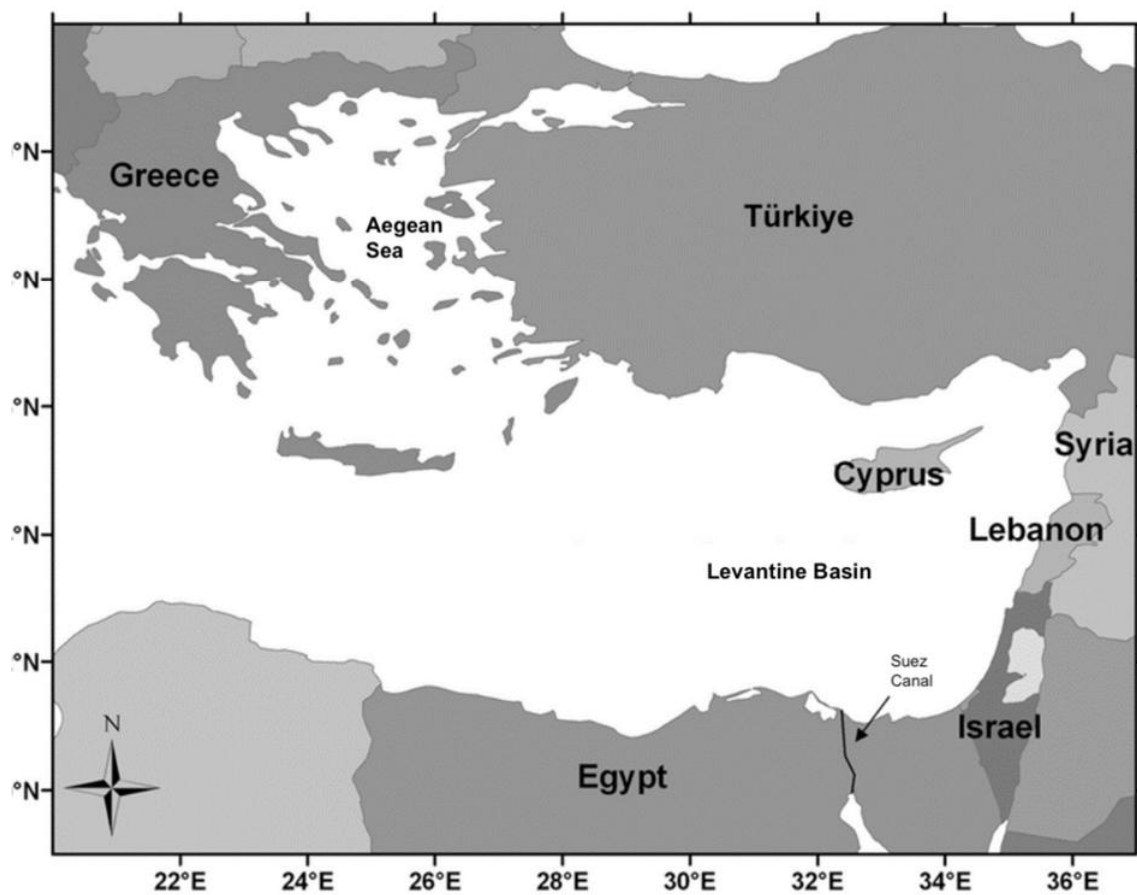 Greece
Türkiye
Aegean
Sea
Syria
Cyprus
Lebanon
Levantine Basin
Suez
Canal
Israel
Egypt
N
°N
°N
°N
°N
°N
°N
22°E 24°E 26°E 28°E 30°E 32°E 34°E 36°E